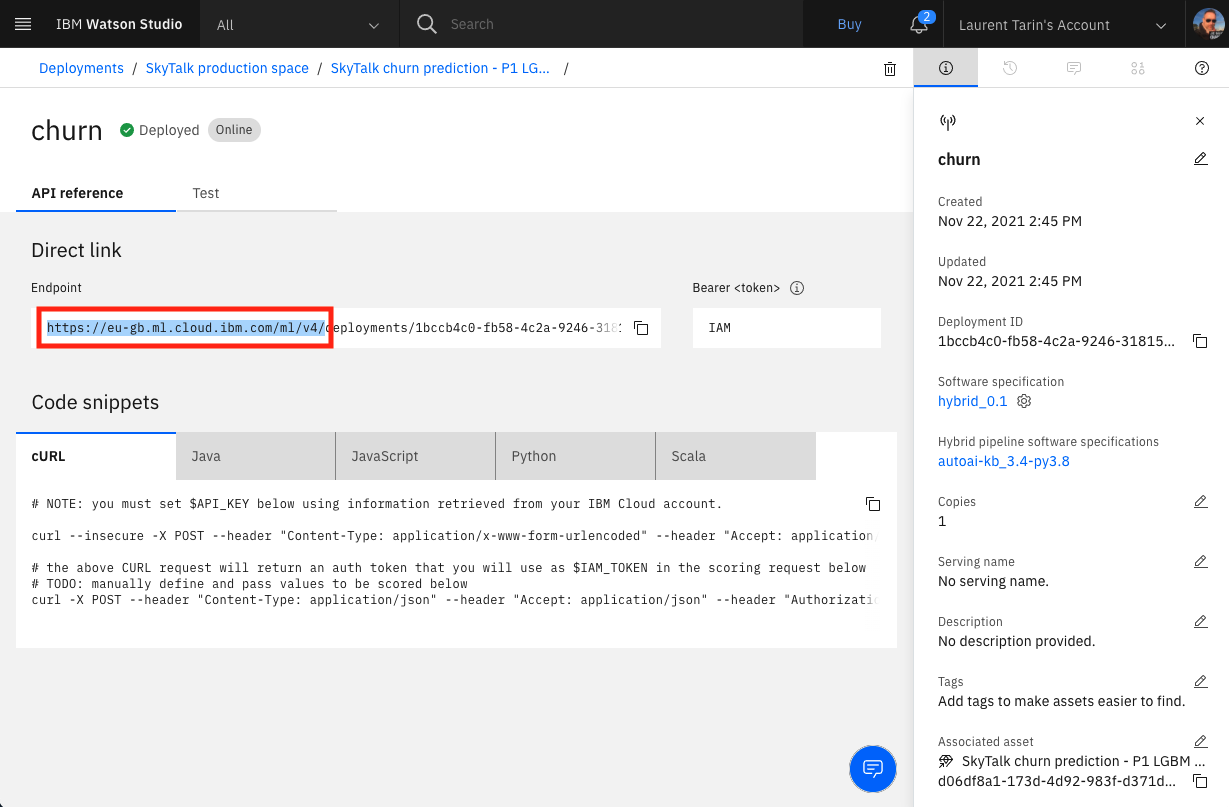 IBM Watson Studio
All
Search
Buy
2
Laurent Tarin's Account
Deployments / SkyTalk production space / SkyTalk churn prediction - P1 LG... /
churn
Deployed
Online
API reference
Test
Direct link
Endpoint
Bearer <token>
https://eu-gb.ml.cloud.ibm.com/ml/v4/deployments/1bccb4c0-fb58-4c2a-9246-3181
IAM
Code snippets
cURL
Java
JavaScript
Python
Scala
# NOTE: you must set $API_KEY below using information retrieved from your IBM Cloud account.
curl --insecure -X POST --header "Content-Type: application/x-www-form-urlencoded" --header "Accept: application/
# the above CURL request will return an auth token that you will use as $IAM_TOKEN in the scoring request below
# TODO: manually define and pass values to be scored below
curl -X POST --header "Content-Type: application/json" --header "Accept: application/json" --header "Authorizatio
churn
Created
Nov 22, 2021 2:45 PM
Updated
Nov 22, 2021 2:45 PM
Deployment ID
1bccb4c0-fb58-4c2a-9246-31815...
Software specification
hybrid_0.1
Hybrid pipeline software specifications
autoai-kb_3.4-py3.8
Copies
1
Serving name
No serving name.
Description
No description provided.
Tags
Add tags to make assets easier to find.
Associated asset
SkyTalk churn prediction - P1 LGBM ...
d06df8a1-173d-4d92-983f-d371d...